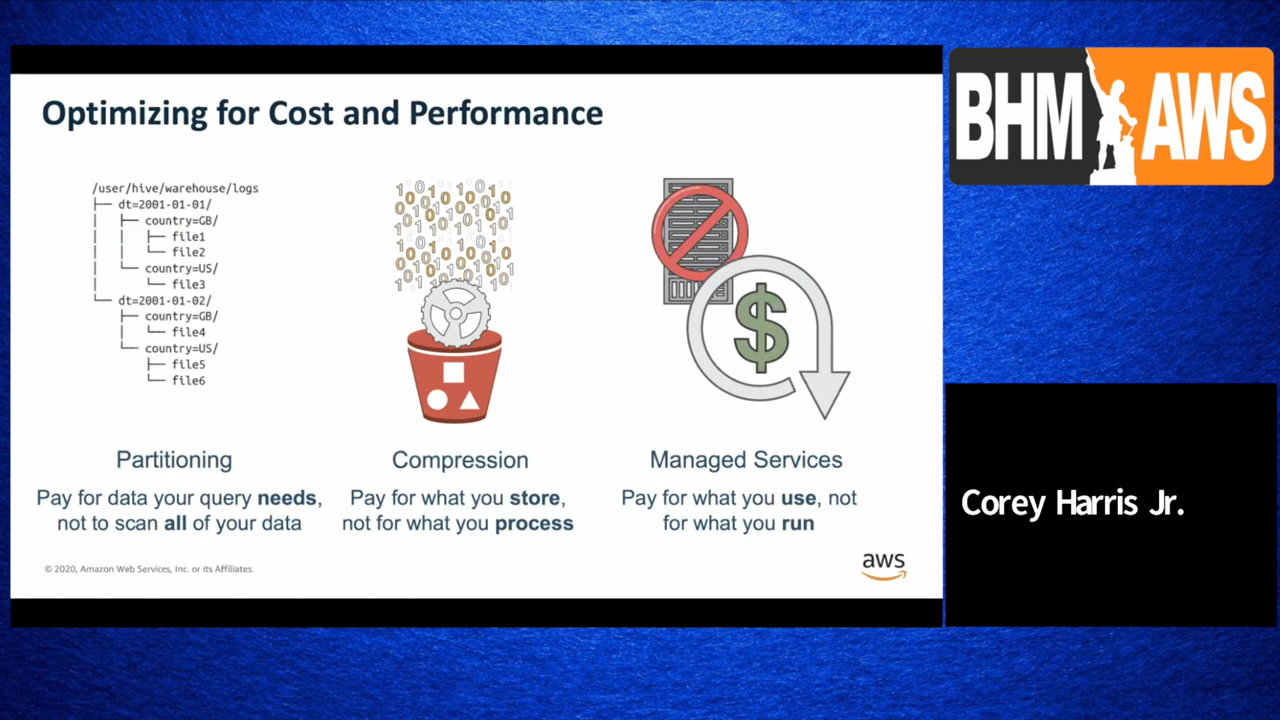 Optimizing for Cost and Performance
/user/hive/warehouse/logs
├── dt=2001-01-01/
│   ├── country=GB/
│   │   ├── file1
│   │   └── file2
│   └── country=US/
│       └── file3
└── dt=2001-01-02/
    ├── country=GB/
    │   └── file4
    └── country=US/
        ├── file5
        └── file6
$
Partitioning
Pay for data your query needs,
not to scan all of your data
Compression
Pay for what you store,
not for what you process
Managed Services
Pay for what you use, not
for what you run
© 2020, Amazon Web Services, Inc. or its Affiliates.
aws
BHM AWS
Corey Harris Jr.